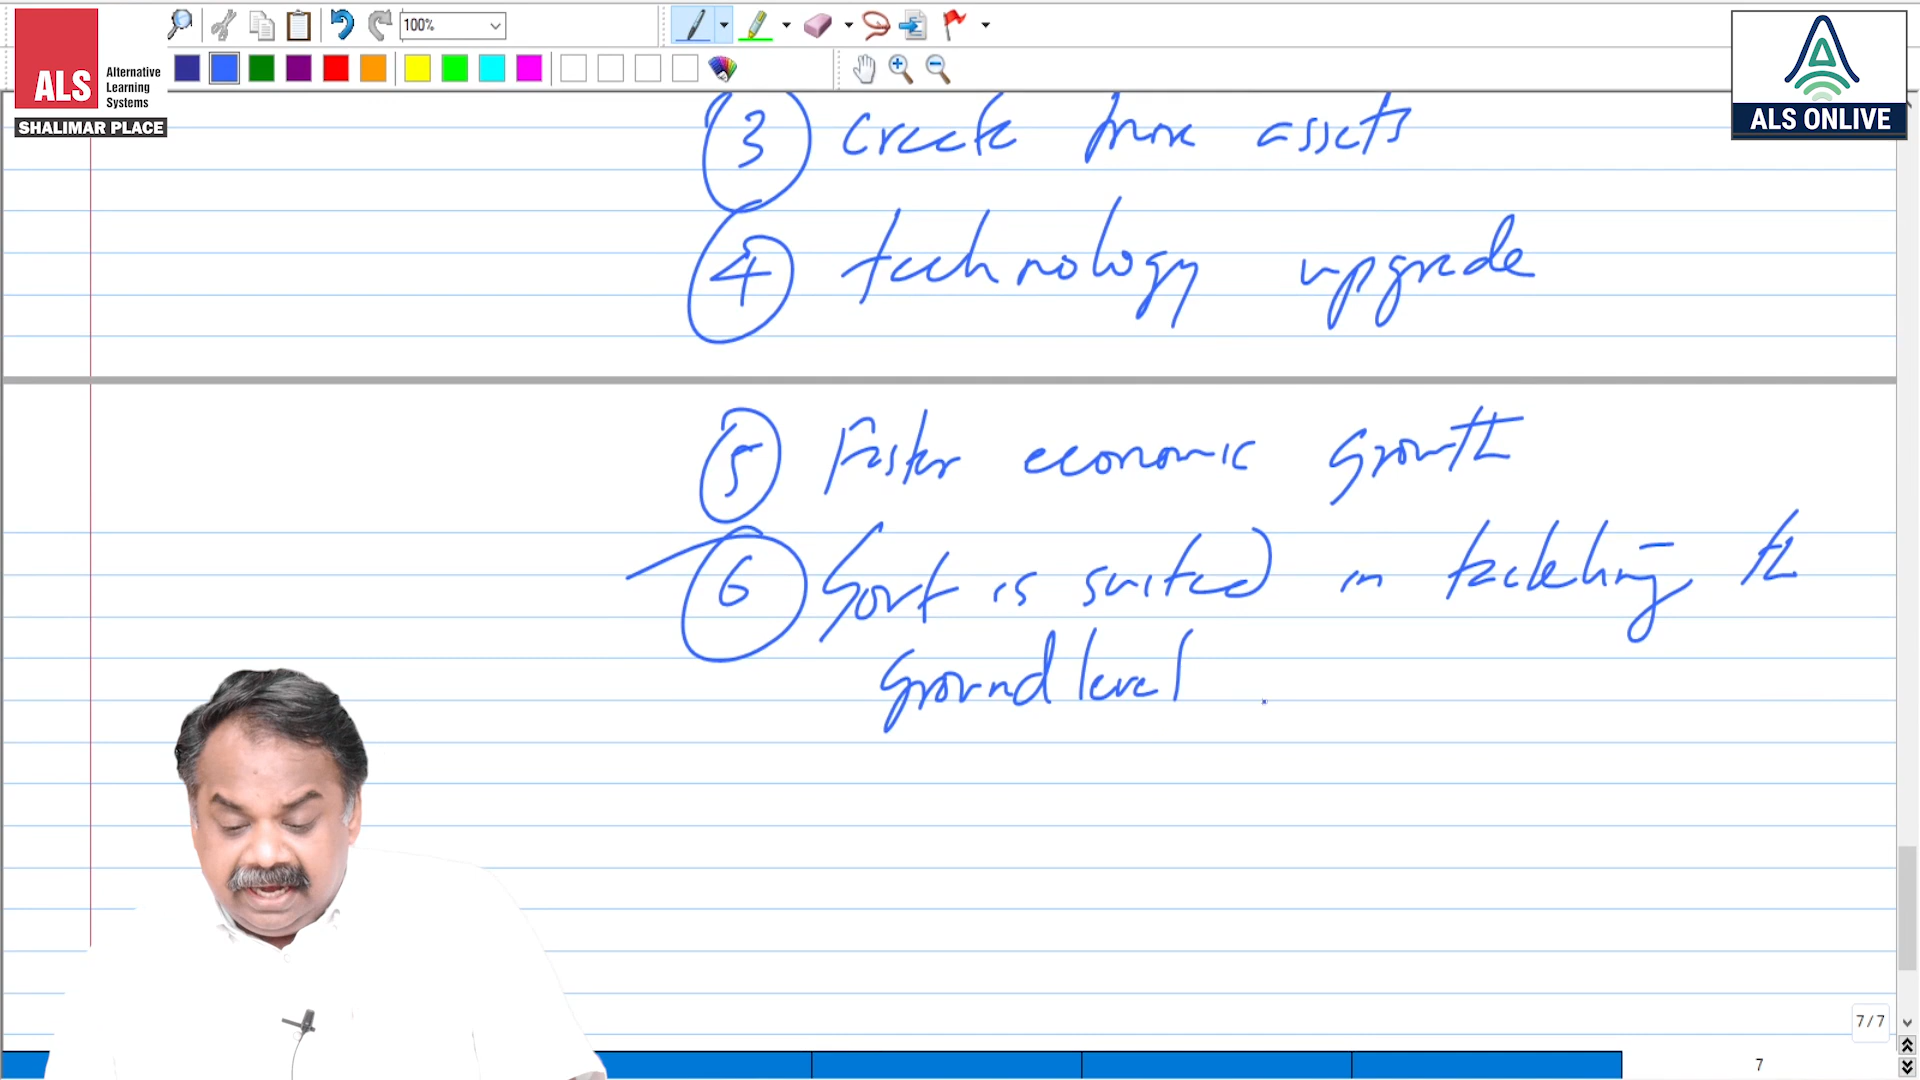 100%
ALS
Alternative
Learning
Systems
SHALIMAR PLACE
ALS ONLIVE
3 create more assets
4 technology upgrade
5 Faster economic growth
6 Govt is suited in tackling the
ground level
7/7
7